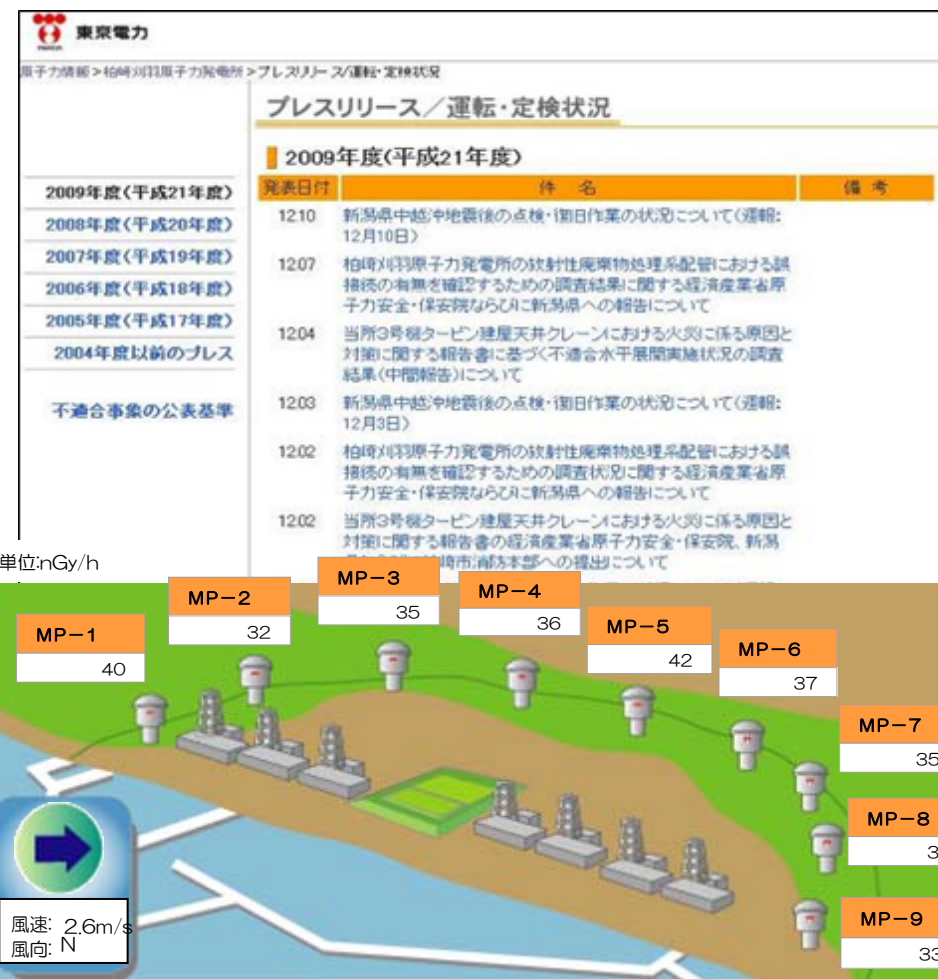 東京電力
原子力情報>柏崎刈羽原子力発電所>プレスリリース/運転・定検状況
プレスリリース/運転・定検状況
2009年度(平成21年度)
発表日付 件 名 備 考
2009年度(平成21年度)
2008年度(平成20年度)
2007年度(平成19年度)
2006年度(平成18年度)
2005年度(平成17年度)
2004年度以前のプレス
不適合事象の公表基準
12.10 新潟県中越沖地震後の点検・復旧作業の状況について(週報:
12月10日)
12.07 柏崎刈羽原子力発電所の放射性廃棄物処理系配管における誤
接続の有無を確認するための調査結果に関する経済産業省原
子力安全・保安院ならびに新潟県への報告について
12.04 当所3号機タービン建屋天井クレーンにおける火災に係る原因と
対策に関する報告書に基づく不適合水平展開実施状況の調査
結果(中間報告)について
12.03 新潟県中越沖地震後の点検・復旧作業の状況について(週報:
12月3日)
12.02 柏崎刈羽原子力発電所の放射性廃棄物処理系配管における誤
接続の有無を確認するための調査状況に関する経済産業省原
子力安全・保安院ならびに新潟県への報告について
12.02 当所3号機タービン建屋天井クレーンにおける火災に係る原因と
対策に関する報告書の経済産業省原子力安全・保安院、新潟
崎市消防本部への提出について
単位:nGy/h
MP-1
40
MP-2
32
MP-3
35
MP-4
36
MP-5
42
MP-6
37
MP-7
35
MP-8
3
MP-9
33
風速: 2.6m/s
風向: N